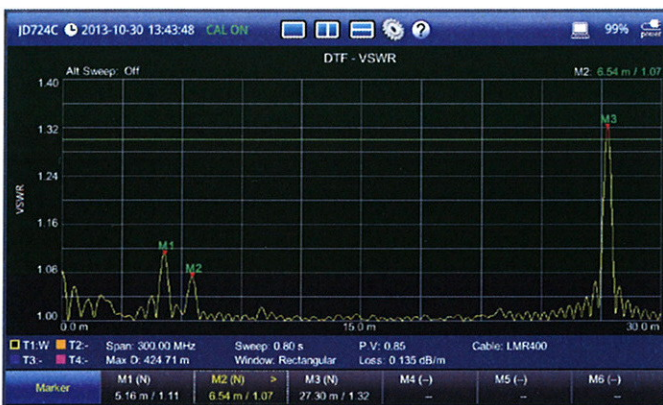 JD724C 2013-10-30 13:43:48 CAL ON ? 99%
DTF - VSWR
Alt Sweep: Off M2: 6.54 m / 1.07
1.40
1.32
1.24
1.16
1.08
1.00
VSWR
M1
M2
M3
0.0 m 15.0 m 30.0 m
T1:W T2:- Span: 300.00 MHz Sweep: 0.60 s P.V: 0.85 Cable: LMR400
T3:- T4:- Max D: 424.71 m Window: Rectangular Loss: 0.135 dB/m
Marker
M1 (N) M2 (N) > M3 (N) M4 (--) M5 (--) M6 (--)
5.16 m / 1.11 6.54 m / 1.07 27.30 m / 1.32 -- -- --